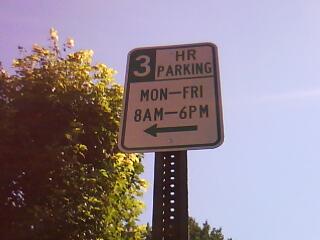 3 HR
PARKING
MON-FRI
8AM-6PM